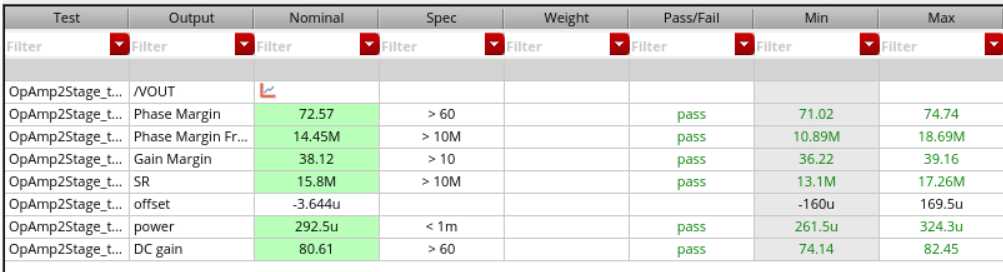 Test Output Nominal Spec Weight Pass/Fail Min Max
Filter Filter Filter Filter Filter Filter Filter Filter
OpAmp2Stage_t... /VOUT
OpAmp2Stage_t... Phase Margin 72.57 > 60 pass 71.02 74.74
OpAmp2Stage_t... Phase Margin Fr... 14.45M > 10M pass 10.89M 18.69M
OpAmp2Stage_t... Gain Margin 38.12 > 10 pass 36.22 39.16
OpAmp2Stage_t... SR 15.8M > 10M pass 13.1M 17.26M
OpAmp2Stage_t... offset -3.644u -160u 169.5u
OpAmp2Stage_t... power 292.5u < 1m pass 261.5u 324.3u
OpAmp2Stage_t... DC gain 80.61 > 60 pass 74.14 82.45